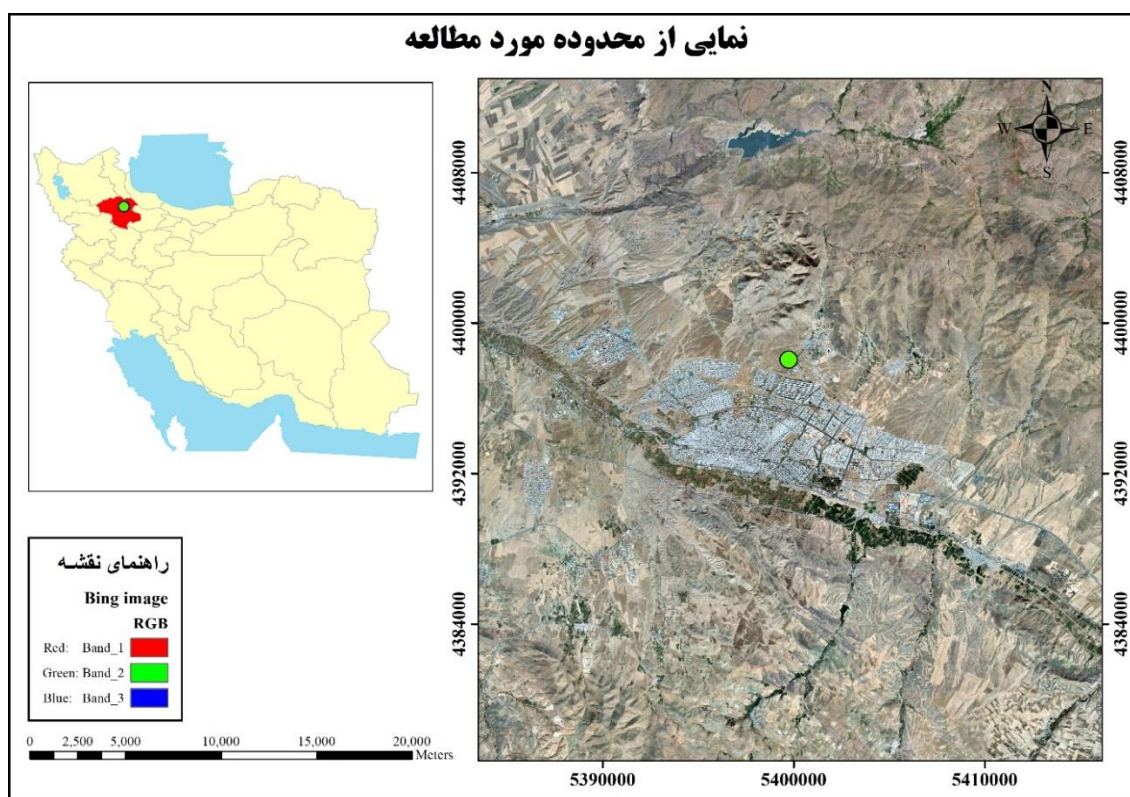 نمایی از محدوده مورد مطالعه
N
W E
S
4408000
4400000
4392000
4384000
4408000
4400000
4392000
4384000
5390000 5400000 5410000
راهنمای نقشه
Bing image
RGB
Red: Band_1
Green: Band_2
Blue: Band_3
0 2,500 5,000 10,000 15,000 20,000
Meters